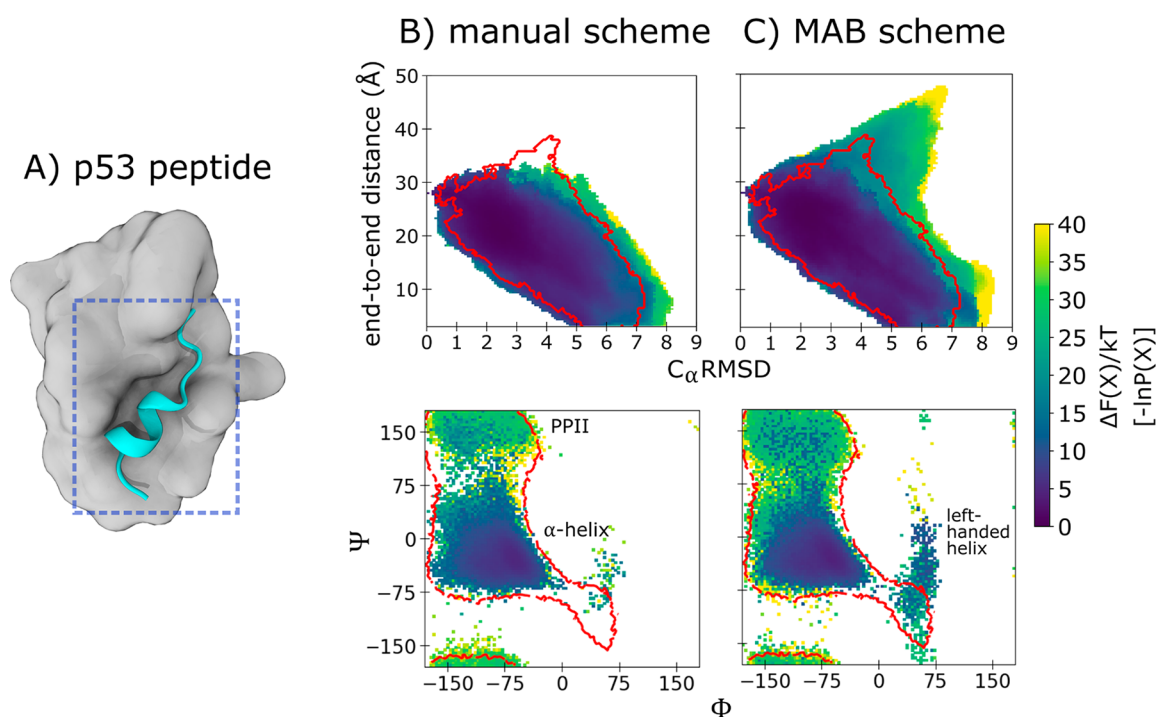 B) manual scheme
C) MAB scheme
A) p53 peptide
end-to-end distance (Å)
50
40
30
20
10
0 1 2 3 4 5 6 7 8 9
0 1 2 3 4 5 6 7 8 9
CαRMSD
40
35
30
25
20
15
10
5
0
ΔF(X)/kT
[-lnP(X)]
Ψ
150
75
0
−75
−150
PPII
α-helix
left-
handed
helix
−150 −75 0 75 150
−150 −75 0 75 150
Φ